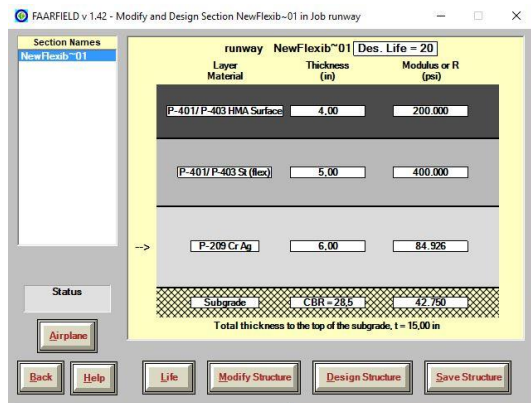 FAARFIELD v 1.42 - Modify and Design Section NewFlexib~01 in Job runway
Section Names
NewFlexib~01
runway NewFlexib~01 Des. Life = 20
Layer Material Thickness (in) Modulus or R (psi)
P-401/ P-403 HMA Surface 4,00 200.000
P-401/ P-403 St (flex) 5,00 400.000
--> P-209 Cr Ag 6,00 84.926
Subgrade CBR = 28,5 42.750
Total thickness to the top of the subgrade, t = 15,00 in
Status
Airplane
Back Help Life Modify Structure Design Structure Save Structure